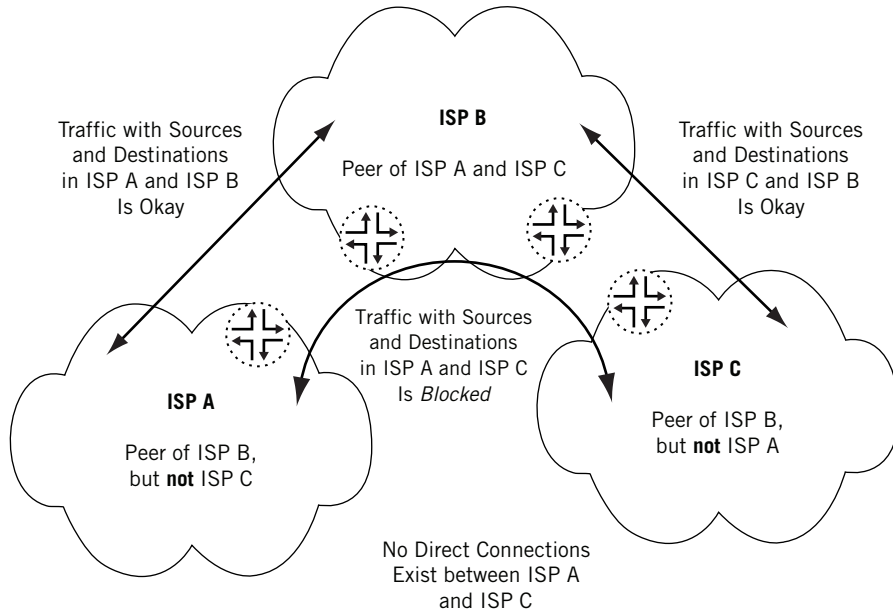 ISP B
Peer of ISP A and ISP C
Traffic with Sources
and Destinations
in ISP A and ISP B
Is Okay
Traffic with Sources
and Destinations
in ISP C and ISP B
Is Okay
Traffic with Sources
and Destinations
in ISP A and ISP C
Is Blocked
ISP A
Peer of ISP B,
but not ISP C
ISP C
Peer of ISP B,
but not ISP A
No Direct Connections
Exist between ISP A
and ISP C